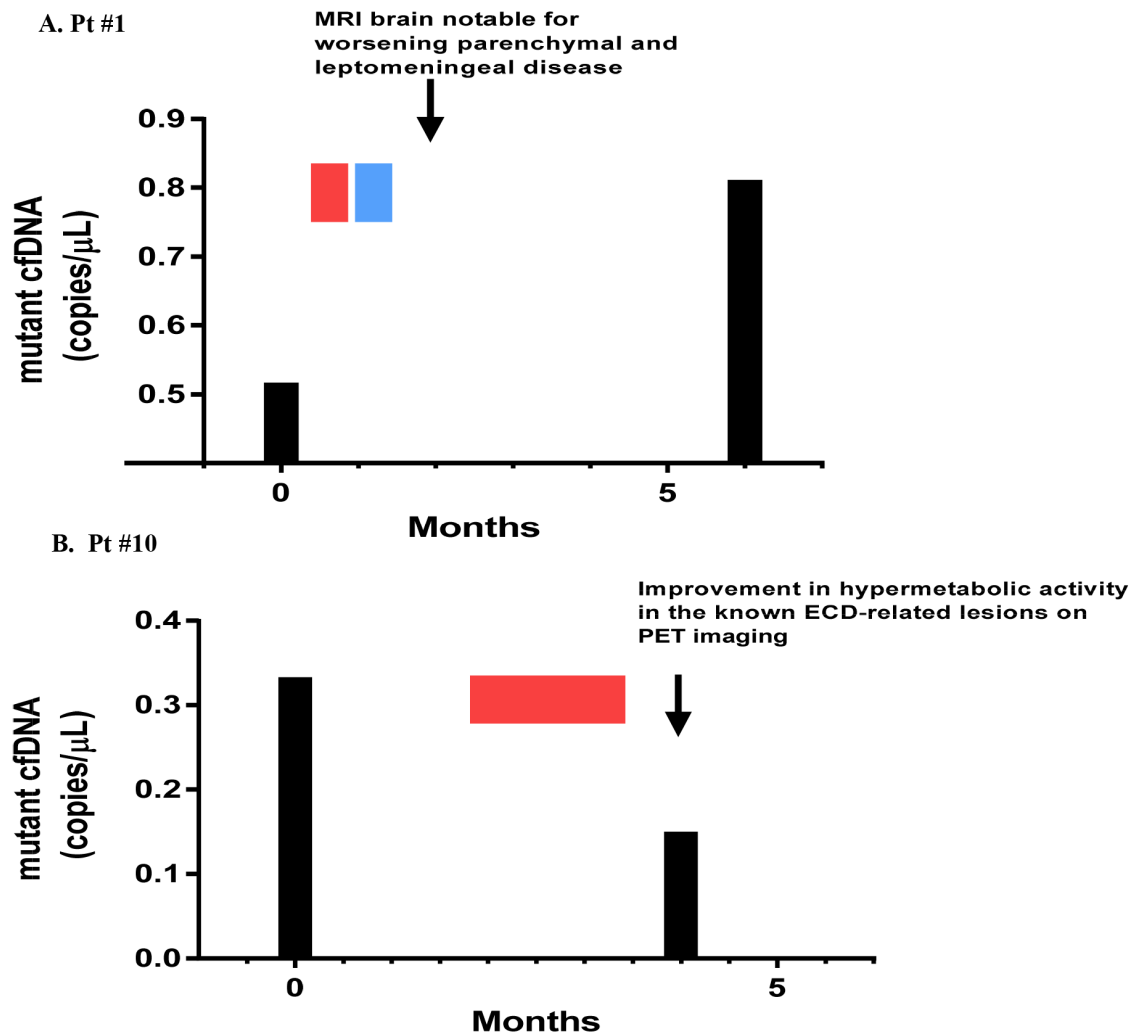 A. Pt #1
MRI brain notable for
worsening parenchymal and
leptomeningeal disease
0.9
0.8
0.7
0.6
0.5
mutant cfDNA
(copies/μL)
0
5
Months
B. Pt #10
Improvement in hypermetabolic activity
in the known ECD-related lesions on
PET imaging
0.4
0.3
0.2
0.1
0.0
mutant cfDNA
(copies/μL)
0
5
Months